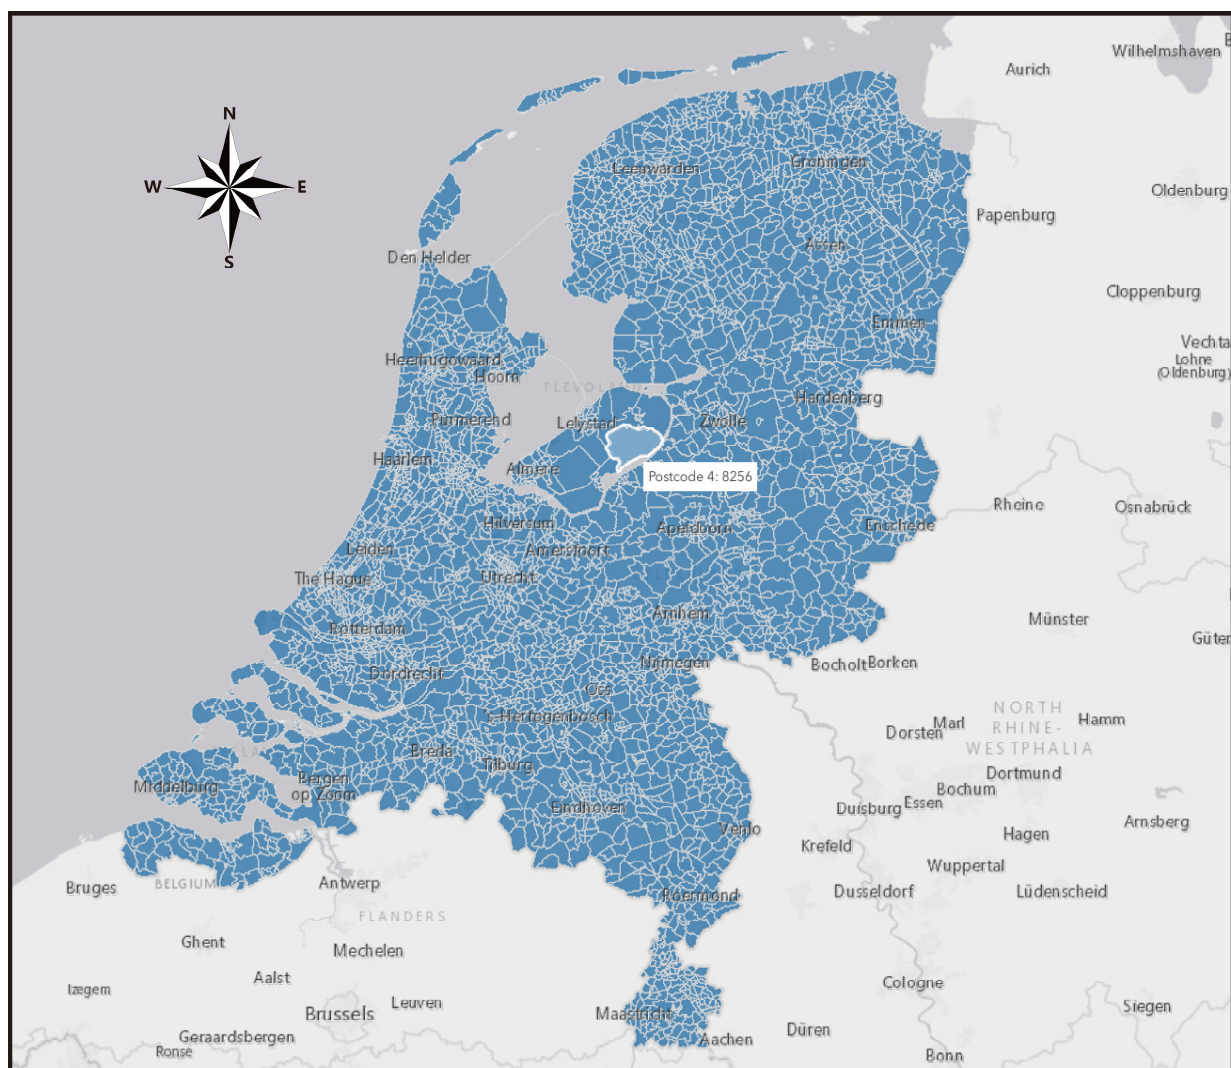 Wilhelmshaven
Aurich
N
W
E
S
Leeuwarden
Groningen
Oldenburg
Papenburg
Assen
Den Helder
Cloppenburg
Emmen
Vechta
Lohne
(Oldenburg)
Heerhugowaard
Hoorn
FLEVOLAND
Hardenberg
Purmerend
Lelystad
Zwolle
Haarlem
Almere
Postcode 4: 8256
Rheine
Osnabrück
Hilversum
Apeldoorn
Enschede
Leiden
Amersfoort
The Hague
Utrecht
Arnhem
Münster
Rotterdam
Güter
Nijmegen
Bocholt
Borken
Dordrecht
Oss
NORTH
RHINE-
WESTPHALIA
's-Hertogenbosch
Marl
Hamm
Dorsten
Breda
Tilburg
Dortmund
Middelburg
Bergen
op Zoom
Bochum
Eindhoven
Duisburg
Essen
Venlo
Hagen
Arnsberg
Krefeld
Wuppertal
Bruges
BELGIUM
Antwerp
Roermond
Dusseldorf
Lüdenscheid
FLANDERS
Ghent
Mechelen
Aalst
Cologne
Izegem
Leuven
Brussels
Maastricht
Siegen
Geraardsbergen
Aachen
Düren
Ronse
Bonn